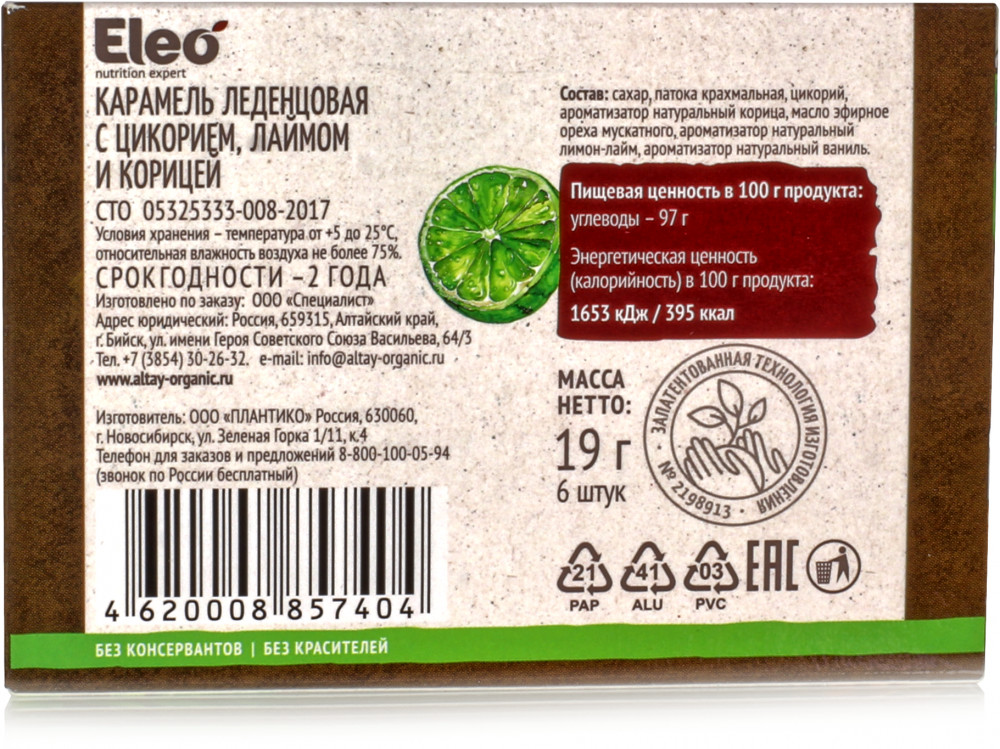 Eleo
nutrition expert
КАРАМЕЛЬ ЛЕДЕНЦОВАЯ
С ЦИКОРИЕМ, ЛАЙМОМ
И КОРИЦЕЙ
СТО 05325333-008-2017
Условия хранения – температура от +5 до 25°С,
относительная влажность воздуха не более 75%.
СРОК ГОДНОСТИ – 2 ГОДА
Изготовлено по заказу: ООО «Специалист»
Адрес юридический: Россия, 659315, Алтайский край,
г. Бийск, ул. имени Героя Советского Союза Васильева, 64/3
Тел. +7 (3854) 30-26-32. e-mail: info@altay-organic.ru
www.altay-organic.ru
Изготовитель: ООО «ПЛАНТИКО» Россия, 630060,
г. Новосибирск, ул. Зеленая Горка 1/11, к.4
Телефон для заказов и предложений 8-800-100-05-94
(звонок по России бесплатный)
4 620008 857404
Состав: сахар, патока крахмальная, цикорий,
ароматизатор натуральный корица, масло эфирное
ореха мускатного, ароматизатор натуральный
лимон-лайм, ароматизатор натуральный ваниль.
Пищевая ценность в 100 г продукта:
углеводы – 97 г
Энергетическая ценность
(калорийность) в 100 г продукта:
1653 кДж / 395 ккал
МАССА
НЕТТО:
19 г
6 штук
ЗАПАТЕНТОВАННАЯ ТЕХНОЛОГИЯ ИЗГОТОВЛЕНИЯ
№ 2198913
21 41 03 EAC
PAP ALU PVC
БЕЗ КОНСЕРВАНТОВ | БЕЗ КРАСИТЕЛЕЙ